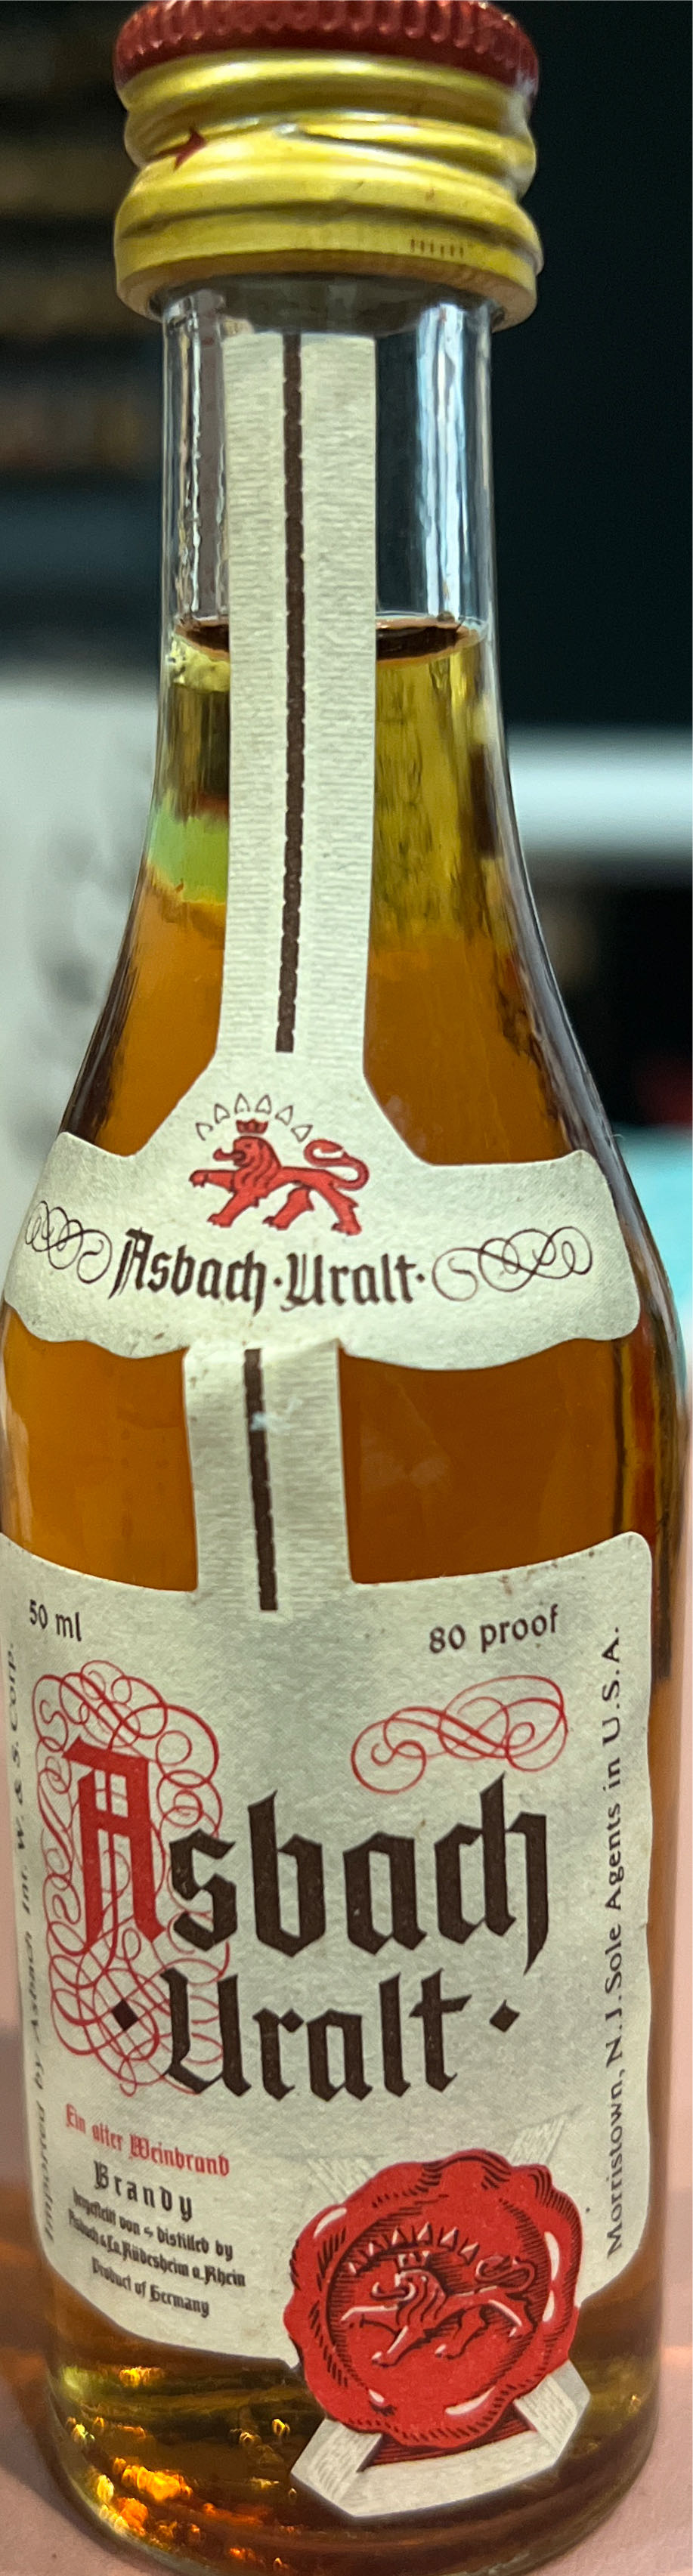 Asbach·Uralt·
50 ml
80 proof
Asbach
·Uralt·
Ein alter Weinbrand
Brandy
hergestellt von & distilled by
Asbach & Co. Rüdesheim a. Rhein
Product of Germany
Imported by Asbach Int. W. & S. Corp.
Morristown, N.J. Sole Agents in U.S.A.